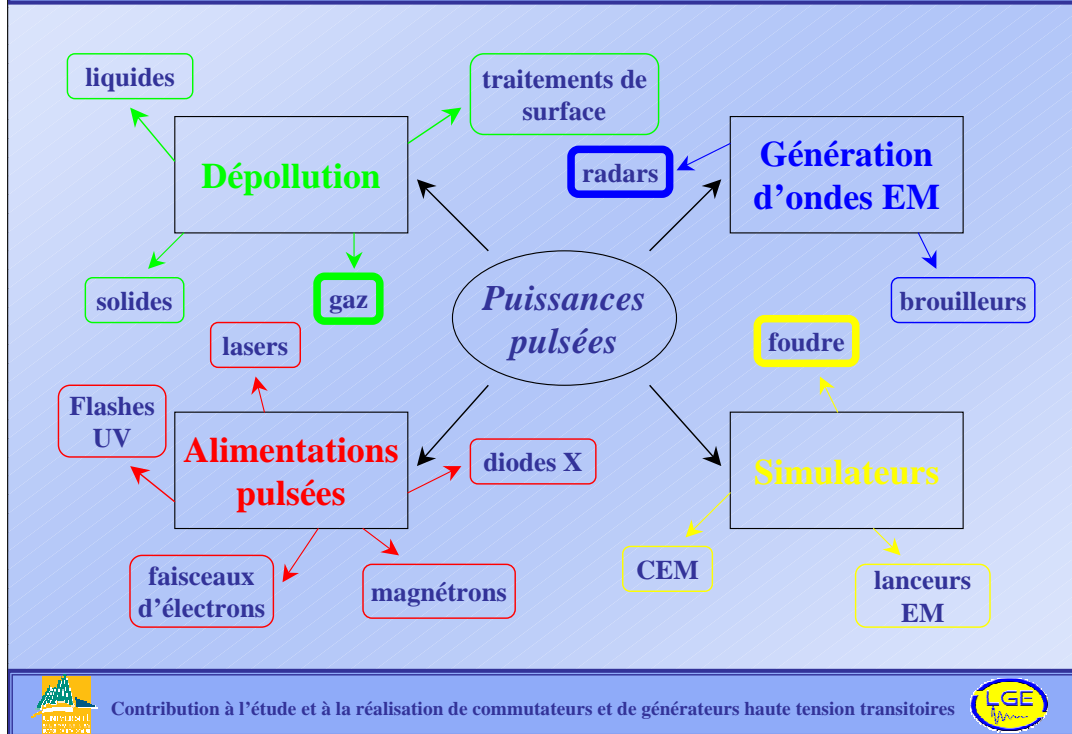 liquides
traitements de
surface
Dépollution
radars
Génération
d'ondes EM
solides
gaz
Puissances
pulsées
brouilleurs
lasers
foudre
Flashes
UV
Alimentations
pulsées
diodes X
Simulateurs
faisceaux
d'électrons
magnétrons
CEM
lanceurs
EM
UNIVERSITÉ
Contribution à l'étude et à la réalisation de commutateurs et de générateurs haute tension transitoires
LGE